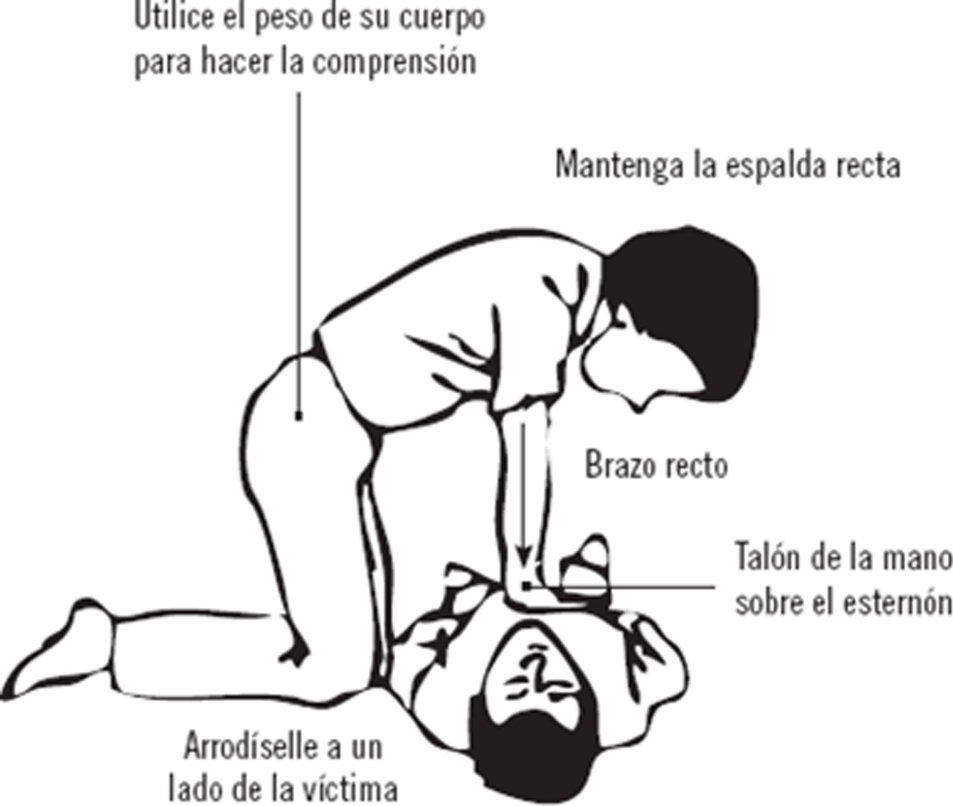 Utilice el peso de su cuerpo
para hacer la comprensión
Mantenga la espalda recta
Brazo recto
Talón de la mano
sobre el esternón
Arrodíselle a un
lado de la víctima